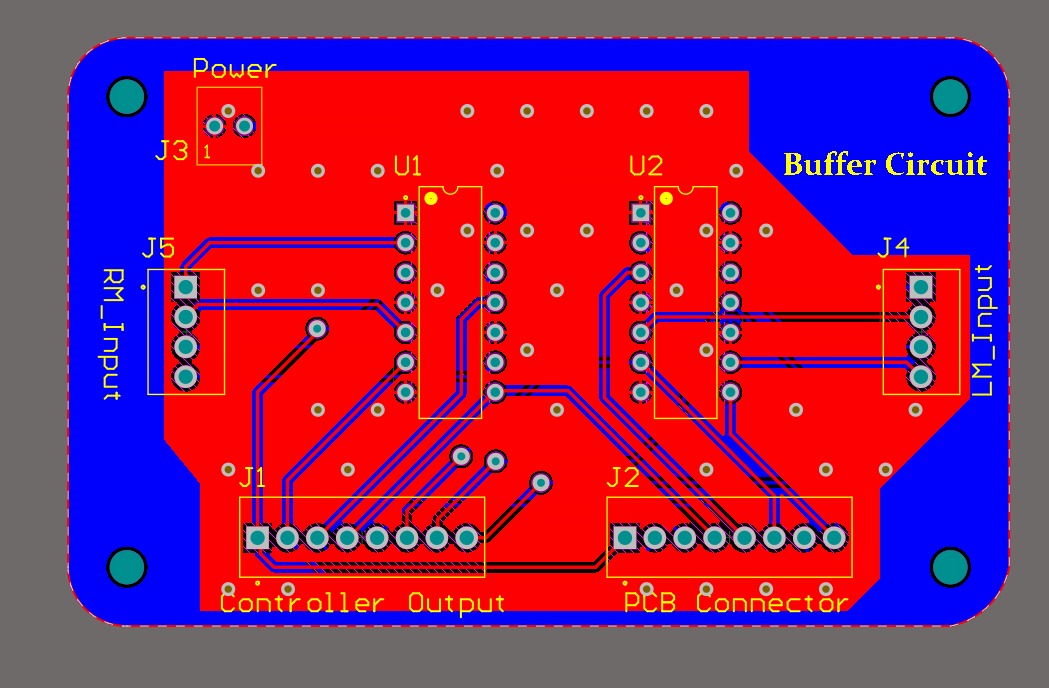 Power
J3 1
U1
U2
Buffer Circuit
J5
J4
RM_Input
LM_Input
J1
J2
Controller Output
PCB Connector